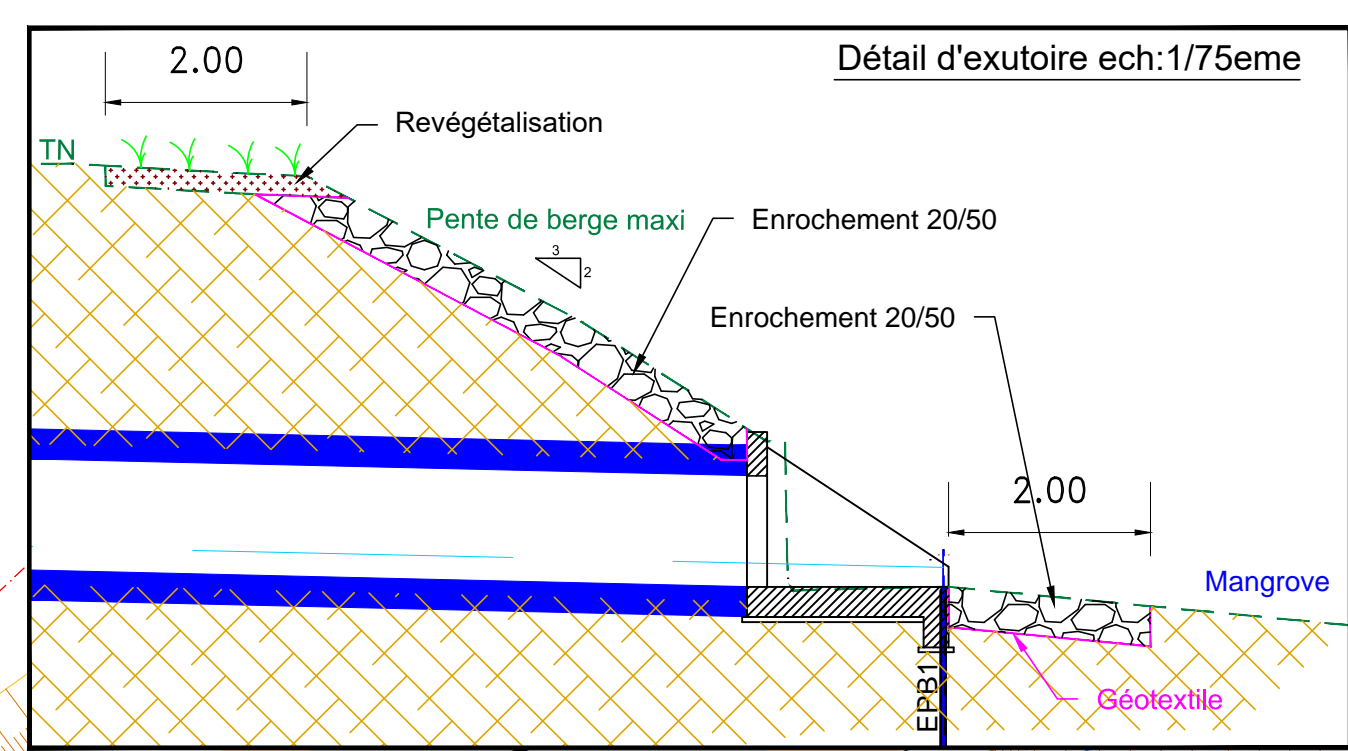 Détail d'exutoire ech:1/75eme
2.00
Revégétalisation
TN
Pente de berge maxi
3
2
Enrochement 20/50
Enrochement 20/50
2.00
Mangrove
EPB1
Géotextile